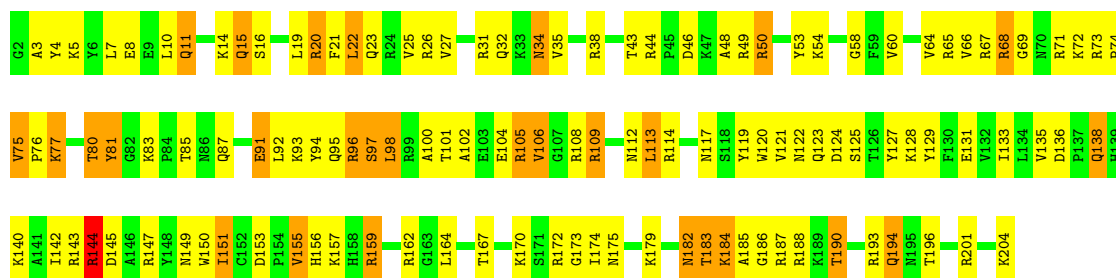 G2 A3 Y4 K5 Y6 L7 E8 E9 L10 Q11 K14 Q15 S16 L19 R20 F21 L22 Q23 R24 V25 R26 V27 R31 Q32 K33 N34 V35 R38 T43 R44 P45 D46 K47 A48 R49 R50 Y53 K54 G58 F59 V60 V64 R65 V66 R67 R68 G69 N70 R71 K72 R73
V75 P76 K77 T80 Y81 G82 K83 P84 T85 N86 Q87 E91 L92 K93 Y94 Q95 R96 S97 L98 R99 A100 T101 A102 E103 E104 R105 V106 G107 R108 R109 N112 L113 R114 N117 S118 Y119 W120 V121 N122 Q123 D124 S125 T126 Y127 K128 Y129 F130 E131 V132 I133 L134 V135 D136 P137 Q138
K140 A141 I142 R143 R144 D145 A146 R147 Y148 N149 W150 I151 C152 D153 P154 V155 H156 K157 H158 R159 R162 G163 L164 T167 K170 S171 R172 G173 I174 N175 K179 N182 T183 K184 A185 G186 R187 R188 K189 T190 R193 Q194 N195 T196 R201 K204